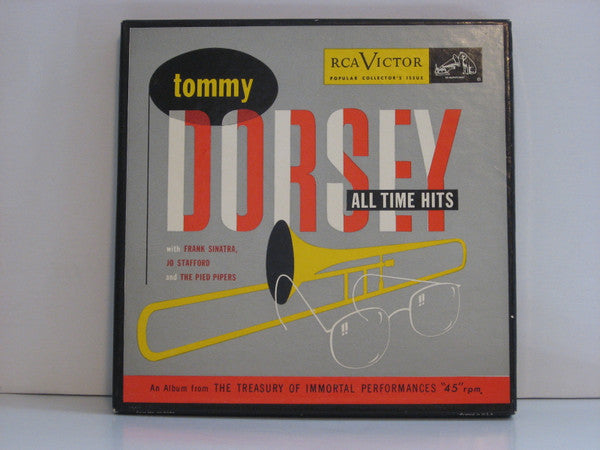 tommy
RCA VICTOR
POPULAR COLLECTOR'S ISSUE
DORSEY
ALL TIME HITS
with FRANK SINATRA,
JO STAFFORD
and THE PIED PIPERS
An Album from THE TREASURY OF IMMORTAL PERFORMANCES "45" rpm.